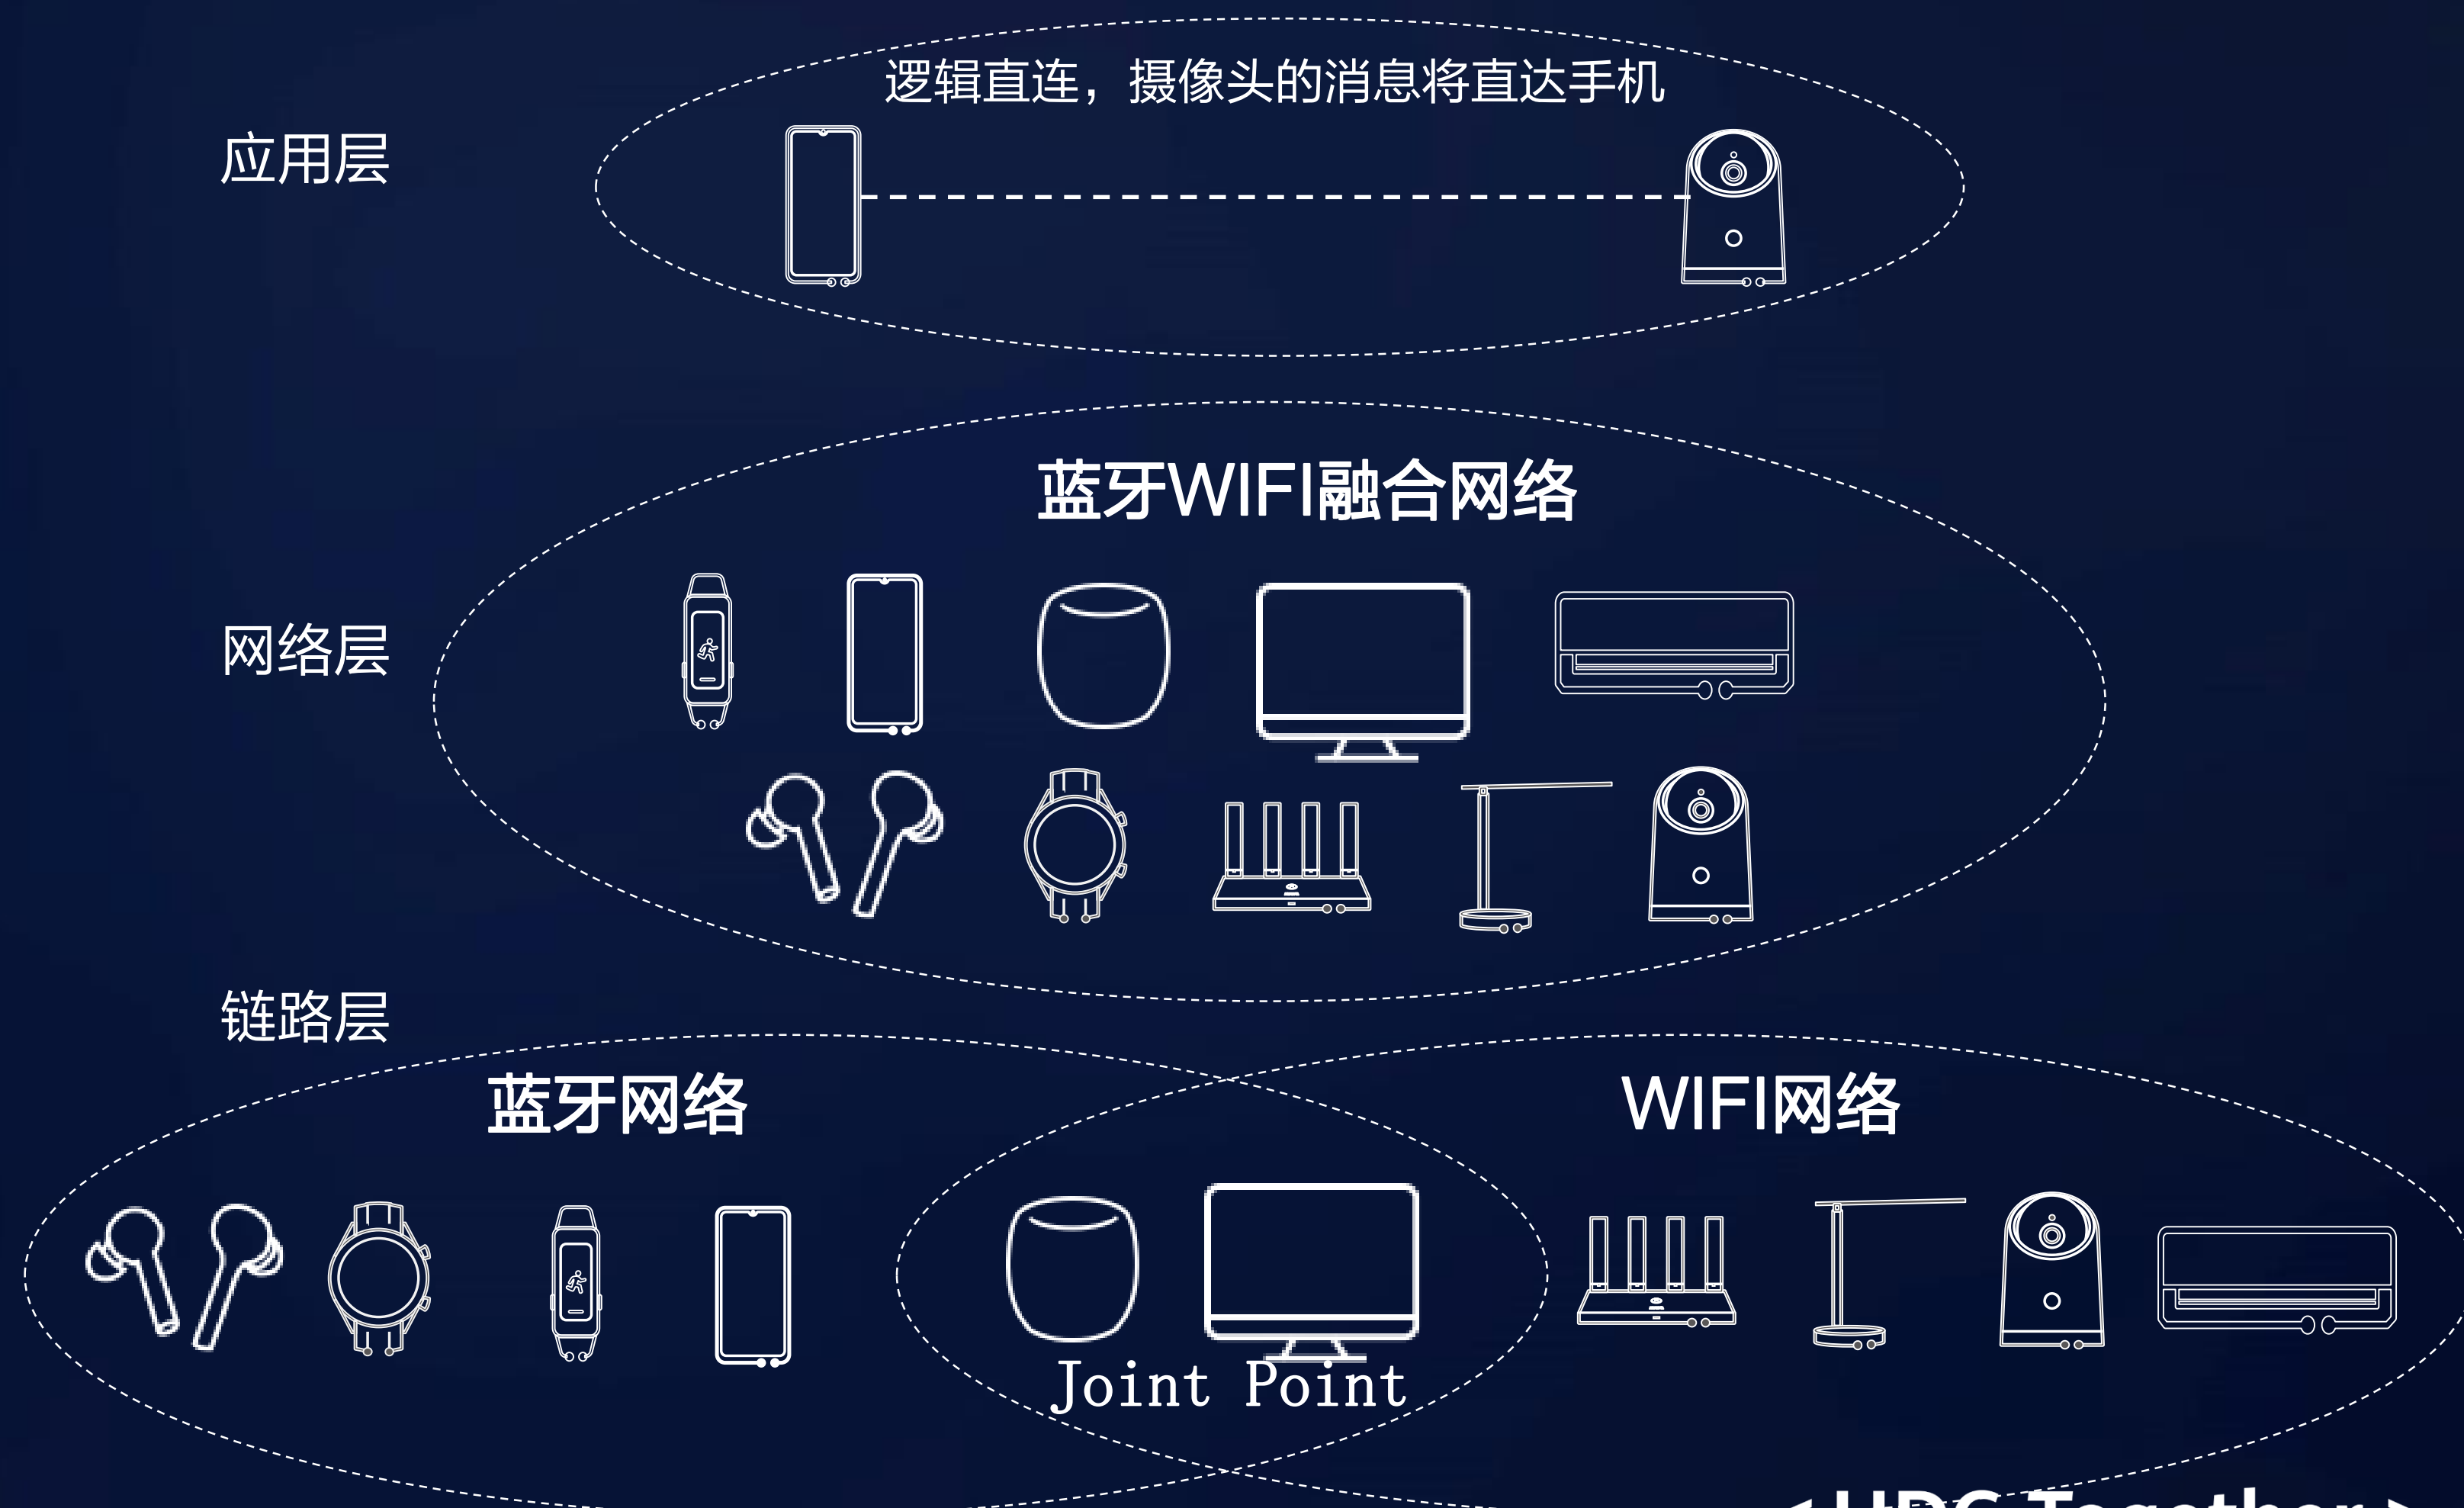 逻辑直连，摄像头的消息将直达手机
应用层
蓝牙WIFI融合网络
网络层
链路层
蓝牙网络
WIFI网络
Joint Point
< HDC.Together >